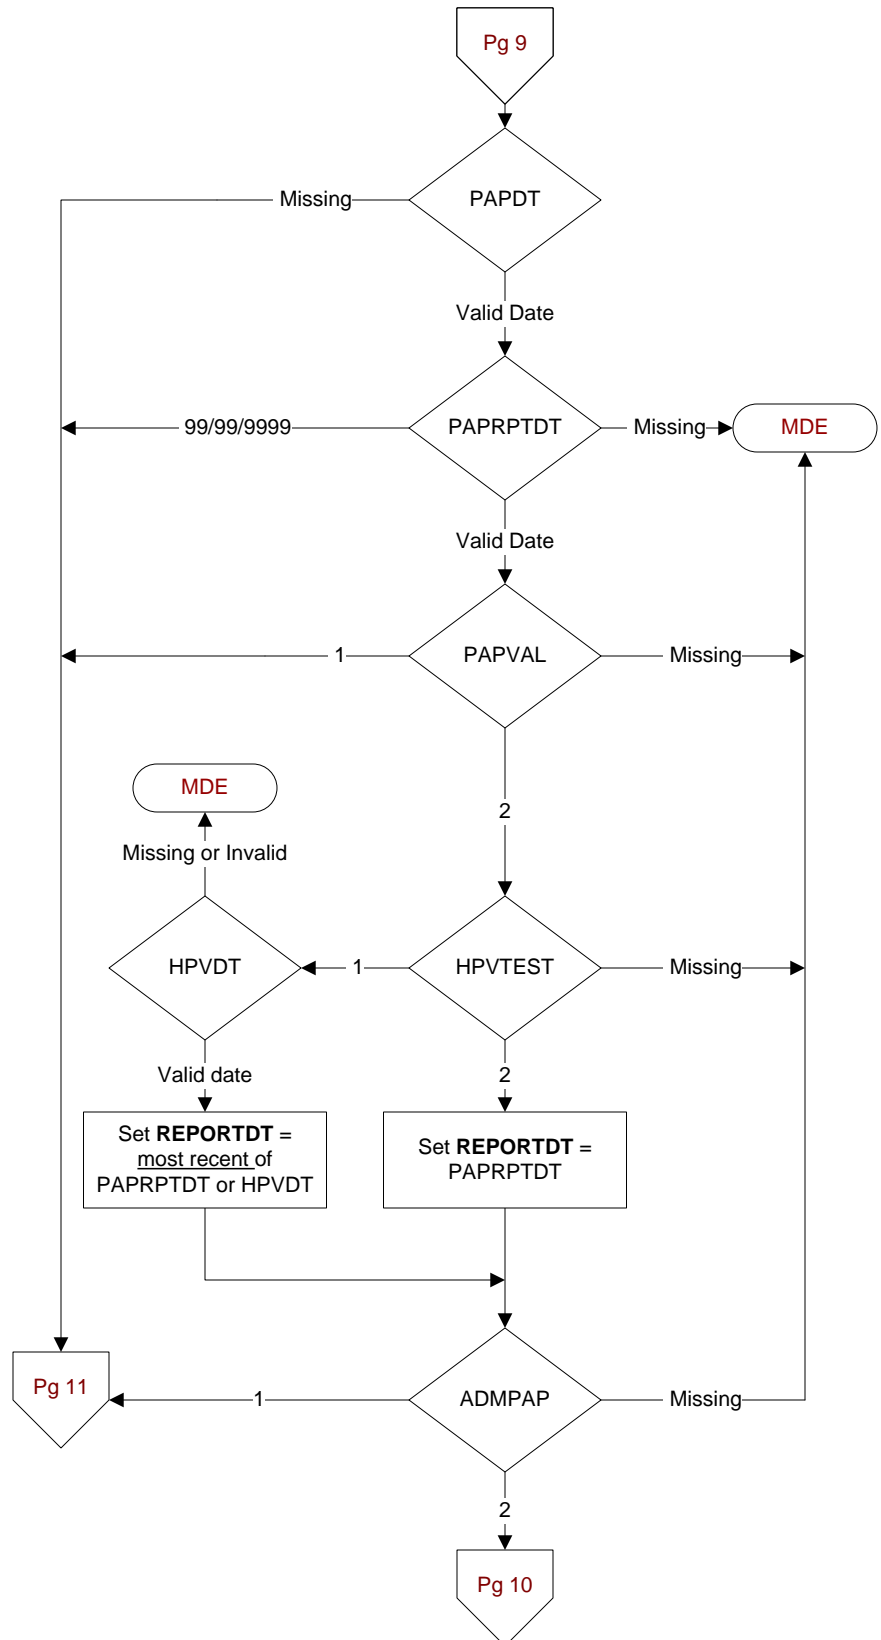 Pg 9
PAPDT
Missing
Valid Date
99/99/9999
PAPRPTDT
Missing
MDE
Valid Date
1
PAPVAL
Missing
MDE
2
Missing or Invalid
HPVDT
1
HPVTEST
Missing
Valid date
2
Set REPORTDT =
most recent of
PAPRPTDT or HPVDT
Set REPORTDT =
PAPRPTDT
Pg 11
1
ADMPAP
Missing
2
Pg 10